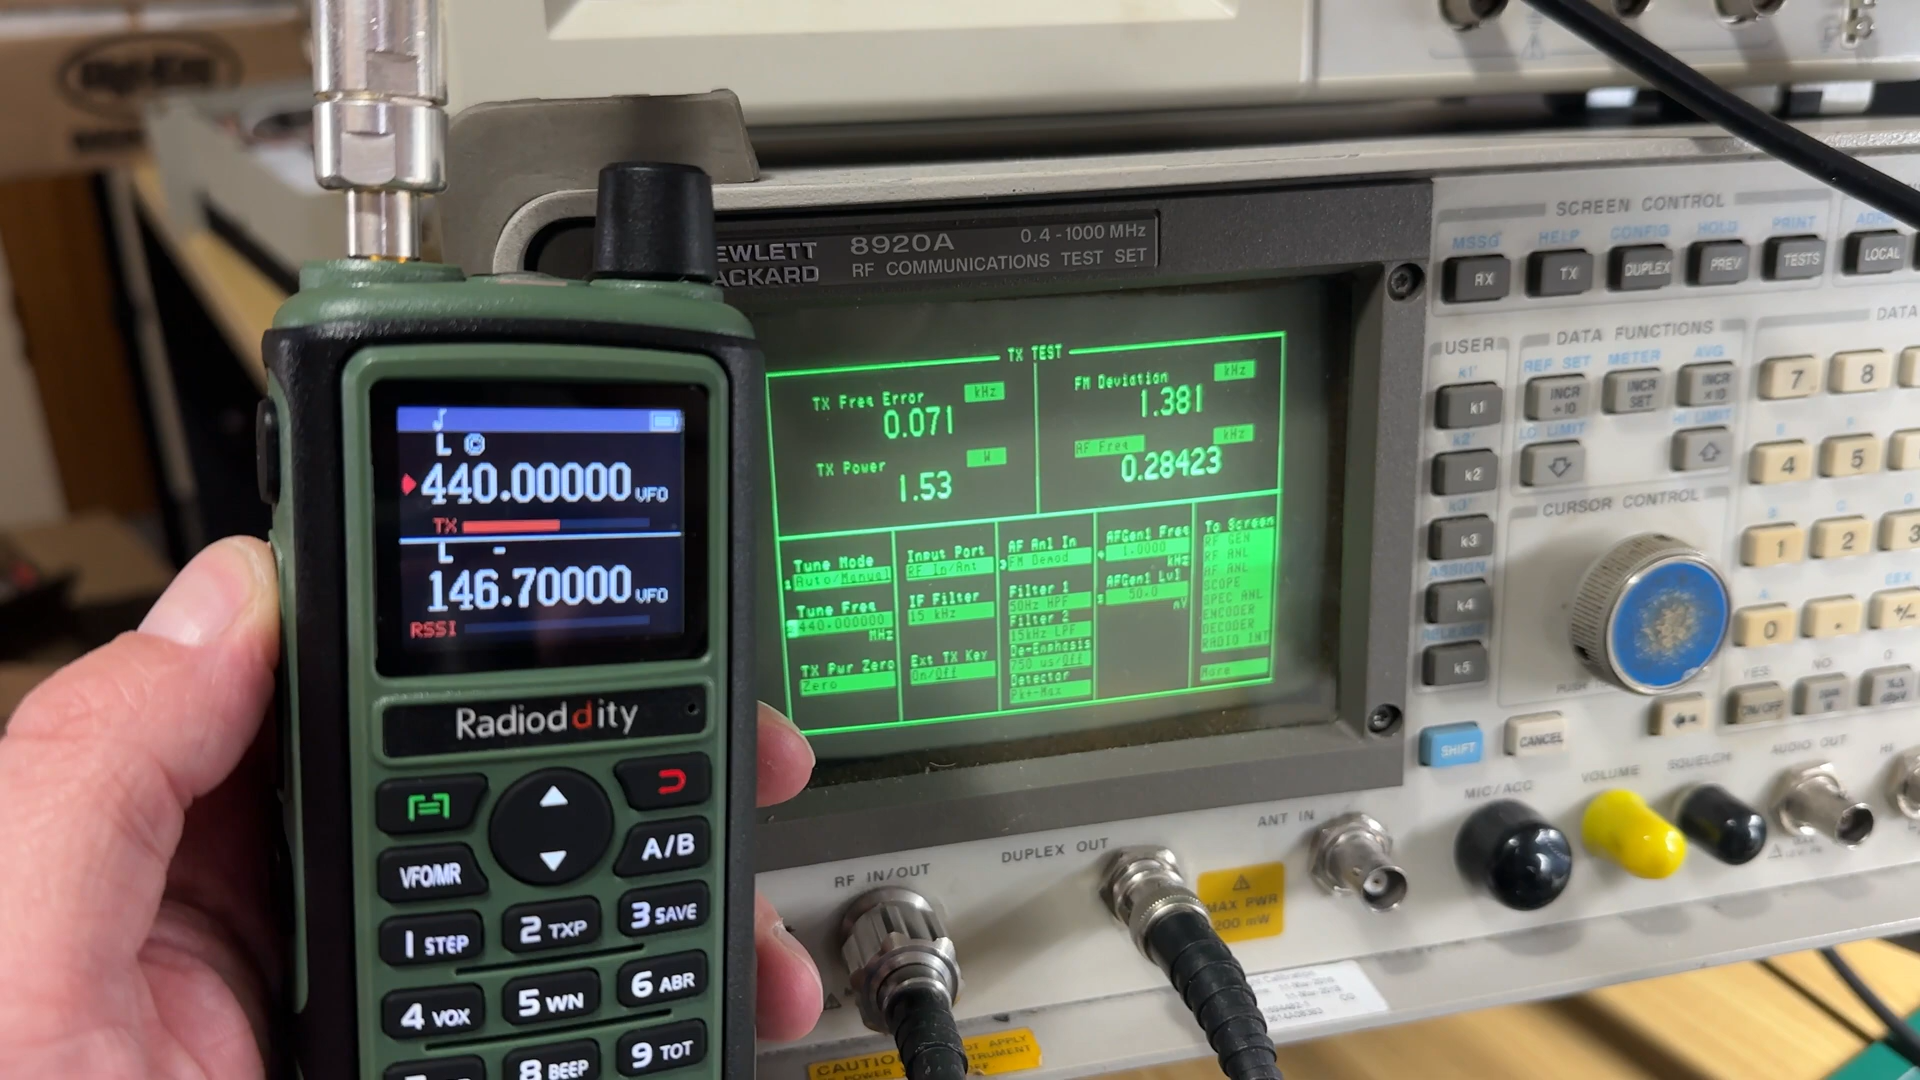 EWLETT
ACKARD
8920A
0.4-1000 MHz
RF COMMUNICATIONS TEST SET
TX TEST
TX Freq Error
kHz
0.071
FM Deviation
kHz
1.381
TX Power
W
1.53
AF Freq
kHz
0.28423
Tune Mode
Auto/Manual
Tune Freq
440.000000
MHz
TX Pwr Zero
Zero
Input Port
RF In/Ant
IF Filter
15 kHz
Ext TX Key
On/Off
AF Anl In
FM Demod
Filter 1
50Hz HPF
Filter 2
15kHz LPF
De-Emphasis
750 us/Off
Detector
Pk+-Max
AFGen1 Freq
1.0000
kHz
AFGen1 Lvl
50.0
To Screen
RF GEN
RF ANL
AF ANL
SCOPE
SPEC ANL
ENCODER
DECODER
RADIO INT
More
L
440.00000 VFO
TX
L -
146.70000 VFO
RSSI
Radioddity
VFO/MR
A/B
1 STEP
2 TXP
3 SAVE
4 VOX
5 WN
6 ABR
8 BEEP
9 TOT
SCREEN CONTROL
MSSG
HELP
CONFIG
HOLD
PRINT
RX
TX
DUPLEX
PREV
TESTS
LOCAL
USER
DATA FUNCTIONS
DATA
REF SET
METER
AVG
k1'
k1
INCR ÷10
INCR SET
INCR ×10
7
8
k2'
LO LIMIT
HI LIMIT
k2
4
5
k3'
k3
CURSOR CONTROL
1
2
3
ASSIGN
k4
0
.
+/-
RELEASE
k5
YES
NO
ON/OFF
SHIFT
CANCEL
MIC/ACC
VOLUME
SQUELCH
AUDIO OUT
RF IN/OUT
DUPLEX OUT
ANT IN
MAX PWR
200 mW